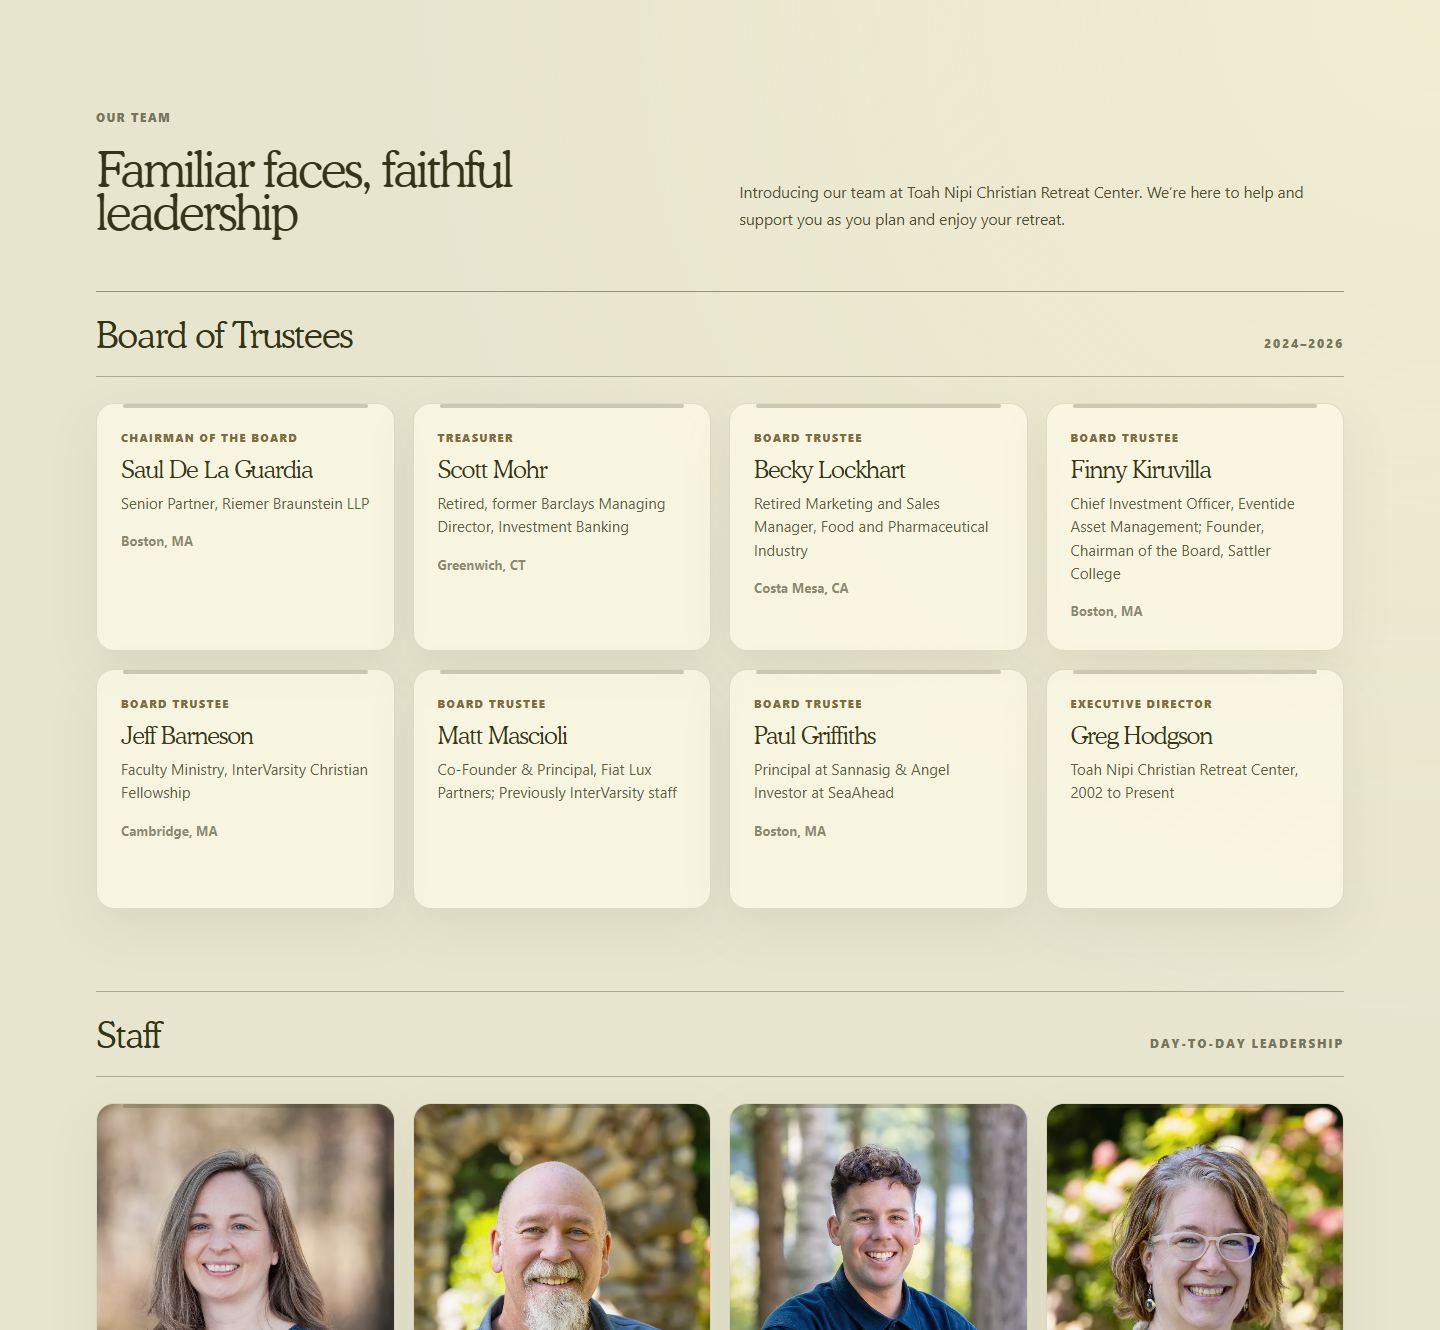 OUR TEAM
Familiar faces, faithful
leadership
Introducing our team at Toah Nipi Christian Retreat Center. We're here to help and
support you as you plan and enjoy your retreat.
Board of Trustees
2024–2026
CHAIRMAN OF THE BOARD
Saul De La Guardia
Senior Partner, Riemer Braunstein LLP
Boston, MA
TREASURER
Scott Mohr
Retired, former Barclays Managing
Director, Investment Banking
Greenwich, CT
BOARD TRUSTEE
Becky Lockhart
Retired Marketing and Sales
Manager, Food and Pharmaceutical
Industry
Costa Mesa, CA
BOARD TRUSTEE
Finny Kiruvilla
Chief Investment Officer, Eventide
Asset Management; Founder,
Chairman of the Board, Sattler
College
Boston, MA
BOARD TRUSTEE
Jeff Barneson
Faculty Ministry, InterVarsity Christian
Fellowship
Cambridge, MA
BOARD TRUSTEE
Matt Mascioli
Co-Founder & Principal, Fiat Lux
Partners; Previously InterVarsity staff
BOARD TRUSTEE
Paul Griffiths
Principal at Sannasig & Angel
Investor at SeaAhead
Boston, MA
EXECUTIVE DIRECTOR
Greg Hodgson
Toah Nipi Christian Retreat Center,
2002 to Present
Staff
DAY-TO-DAY LEADERSHIP